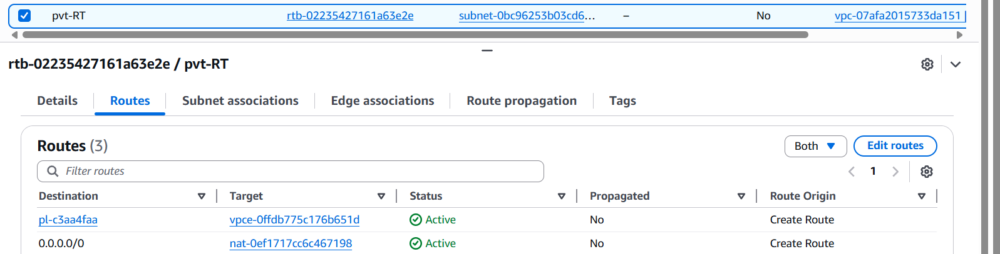 pvt-RT rtb-02235427161a63e2e subnet-0bc96253b03cd6... – No vpc-07afa2015733da151 |
rtb-02235427161a63e2e / pvt-RT
Details Routes Subnet associations Edge associations Route propagation Tags
Routes (3) Both Edit routes
Filter routes 1
Destination Target Status Propagated Route Origin
pl-c3aa4faa vpce-0ffdb775c176b651d Active No Create Route
0.0.0.0/0 nat-0ef1717cc6c467198 Active No Create Route